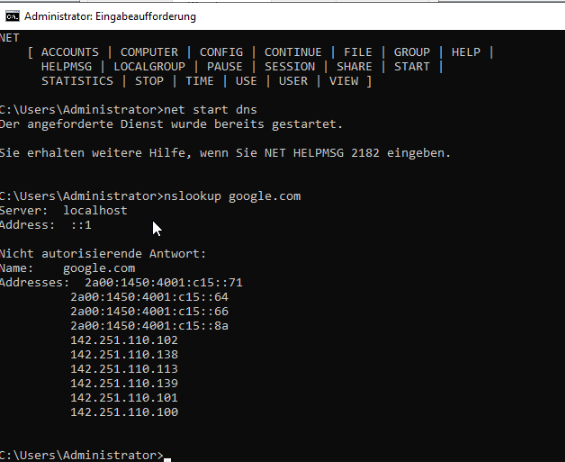 Administrator: Eingabeaufforderung
NET
[ ACCOUNTS | COMPUTER | CONFIG | CONTINUE | FILE | GROUP | HELP |
HELPMSG | LOCALGROUP | PAUSE | SESSION | SHARE | START |
STATISTICS | STOP | TIME | USE | USER | VIEW ]
C:\Users\Administrator>net start dns
Der angeforderte Dienst wurde bereits gestartet.
Sie erhalten weitere Hilfe, wenn Sie NET HELPMSG 2182 eingeben.
C:\Users\Administrator>nslookup google.com
Server: localhost
Address: ::1
Nicht autorisierende Antwort:
Name: google.com
Addresses: 2a00:1450:4001:c15::71
2a00:1450:4001:c15::64
2a00:1450:4001:c15::66
2a00:1450:4001:c15::8a
142.251.110.102
142.251.110.138
142.251.110.113
142.251.110.139
142.251.110.101
142.251.110.100
C:\Users\Administrator>